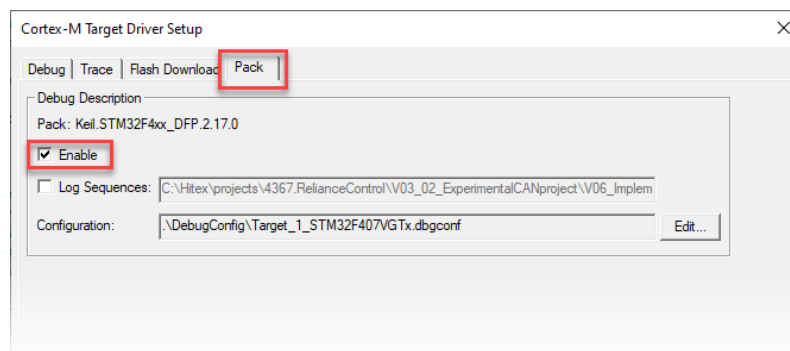 Cortex-M Target Driver Setup
Debug Trace Flash Download Pack
Debug Description
Pack: Keil.STM32F4xx_DFP.2.17.0
Enable
Log Sequences: C:\Hitex\projects\4367.RelianceControl\V03_02_ExperimentalCANproject\V06_Implem
Configuration: .\DebugConfig\Target_1_STM32F407VGTx.dbgconf Edit...